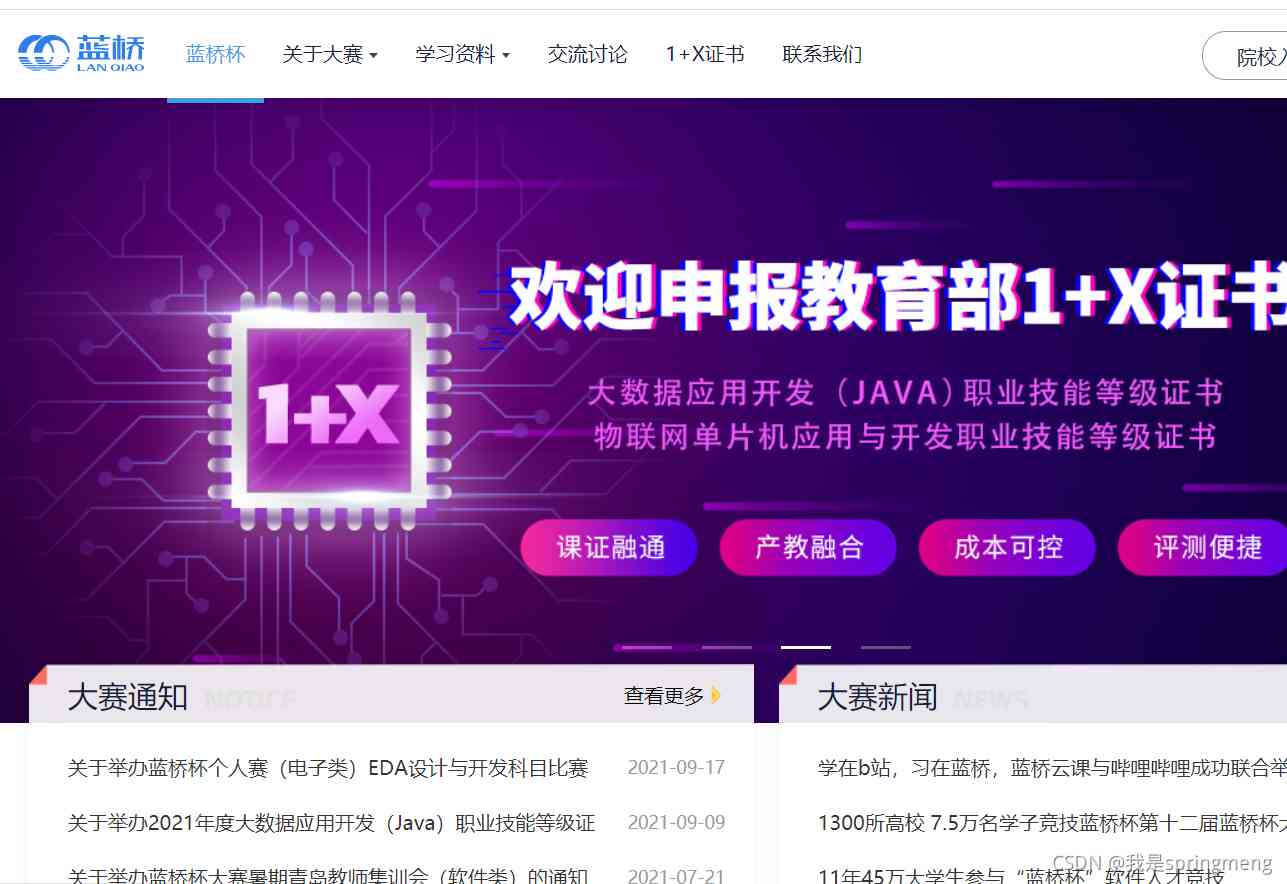 蓝桥
LAN QIAO
蓝桥杯 关于大赛 学习资料 交流讨论 1+X证书 联系我们
院校
欢迎申报教育部1+X证书
1+X
大数据应用开发（JAVA）职业技能等级证书
物联网单片机应用与开发职业技能等级证书
课证融通 产教融合 成本可控 评测便捷
大赛通知 NOTICE 查看更多
关于举办蓝桥杯个人赛（电子类）EDA设计与开发科目比赛 2021-09-17
关于举办2021年度大数据应用开发（Java）职业技能等级证 2021-09-09
关于举办蓝桥杯大赛暑期青岛教师集训会（软件类）的通知 2021-07-21
大赛新闻 NEWS
学在b站，习在蓝桥，蓝桥云课与哔哩哔哩成功联合举
1300所高校 7.5万名学子竞技蓝桥杯第十二届蓝桥杯大
11年45万大学生参与“蓝桥杯”软件人才竞技
CSDN @我是springmeng